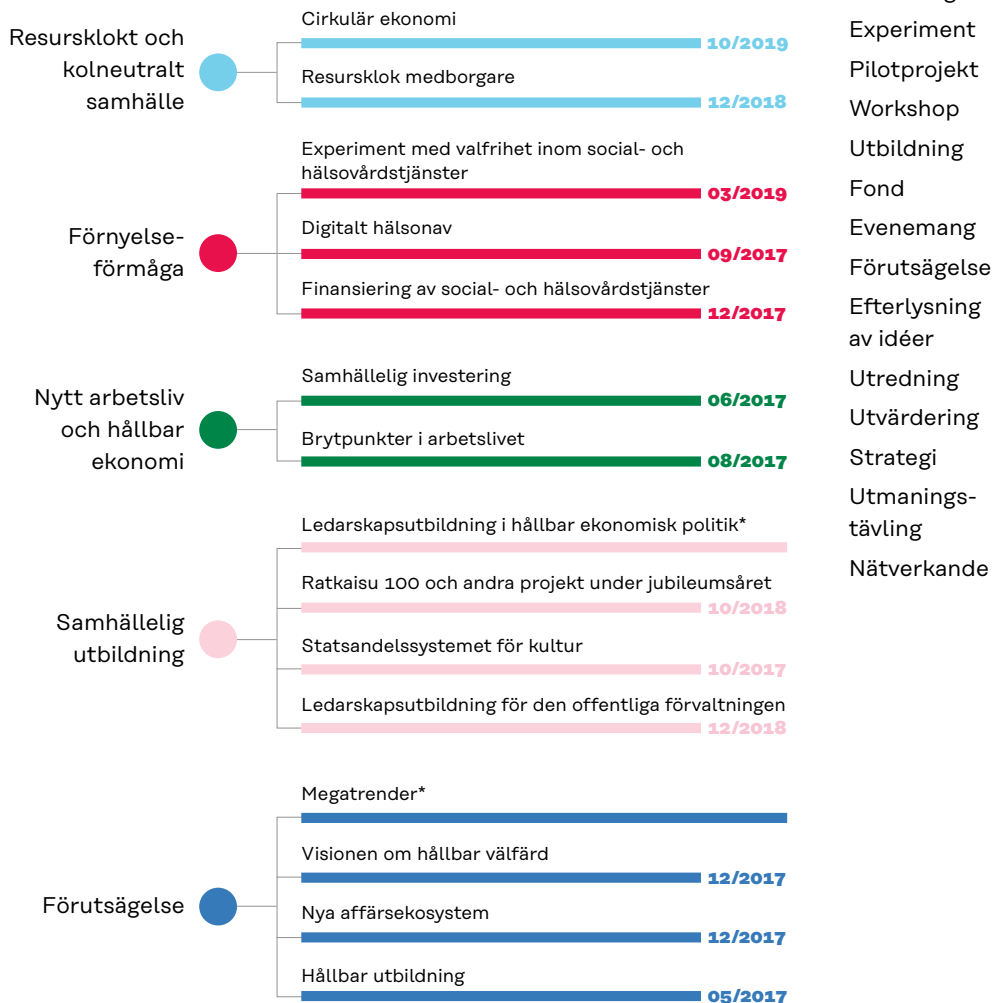 Resursklokt och
kolneutralt
samhälle
Cirkulär ekonomi
10/2019
Resursklok medborgare
12/2018
Förnyelse-
förmåga
Experiment med valfrihet inom social- och
hälsovårdstjänster
03/2019
Digitalt hälsonav
09/2017
Finansiering av social- och hälsovårdstjänster
12/2017
Nytt arbetsliv
och hållbar
ekonomi
Samhällelig investering
06/2017
Brytpunkter i arbetslivet
08/2017
Samhällelig
utbildning
Ledarskapsutbildning i hållbar ekonomisk politik*
Ratkaisu 100 och andra projekt under jubileumsåret
10/2018
Statsandelssystemet för kultur
10/2017
Ledarskapsutbildning för den offentliga förvaltningen
12/2018
Förutsägelse
Megatrender*
Visionen om hållbar välfärd
12/2017
Nya affärsekosystem
12/2017
Hållbar utbildning
05/2017
Experiment
Pilotprojekt
Workshop
Utbildning
Fond
Evenemang
Förutsägelse
Efterlysning
av idéer
Utredning
Utvärdering
Strategi
Utmanings-
tävling
Nätverkande